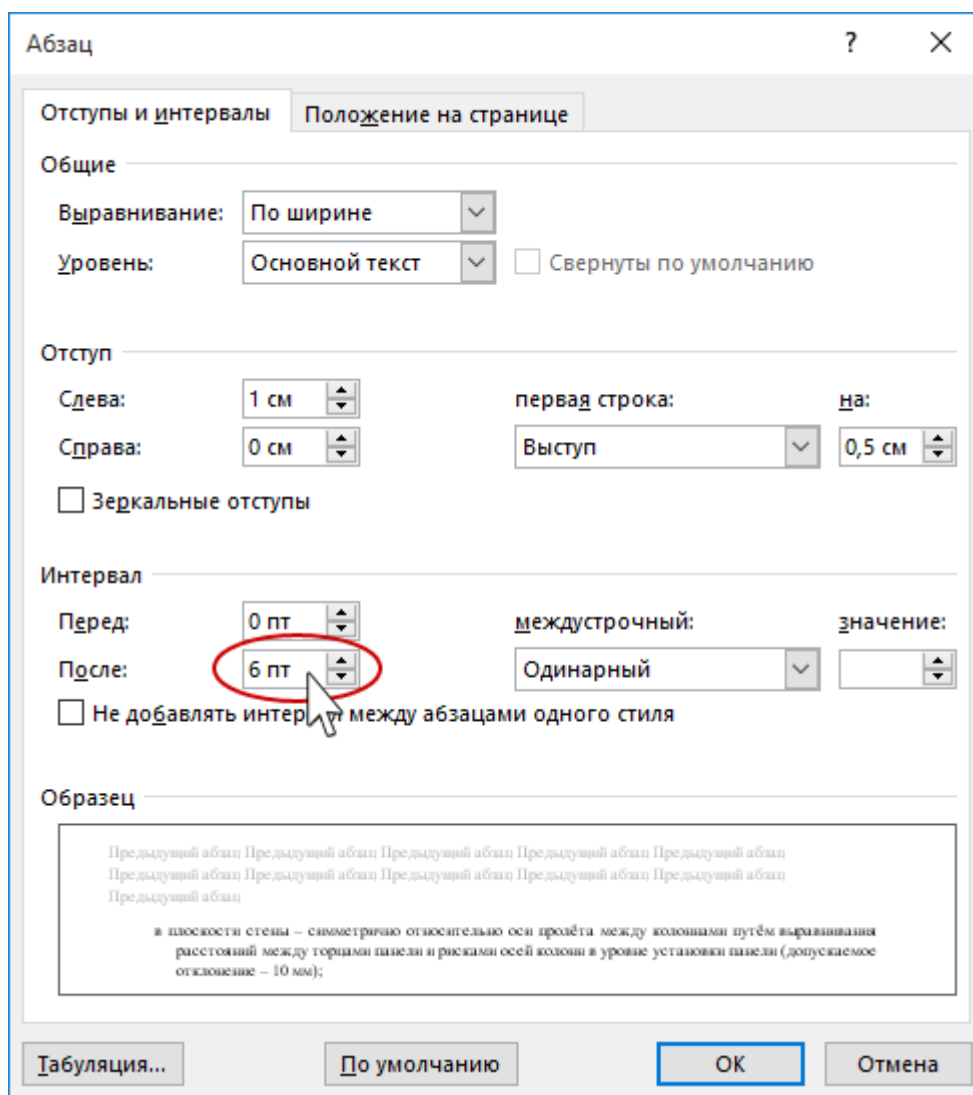 Абзац ?
Отступы и интервалы Положение на странице
Общие
Выравнивание: По ширине
Уровень: Основной текст Свернуты по умолчанию
Отступ
Слева: 1 см первая строка: на:
Справа: 0 см Выступ 0,5 см
Зеркальные отступы
Интервал
Перед: 0 пт междустрочный: значение:
После: 6 пт Одинарный
Не добавлять между абзацами одного стиля
Образец
Предыдущий абзац Предыдущий абзац Предыдущий абзац Предыдущий абзац Предыдущий абзац
Предыдущий абзац Предыдущий абзац Предыдущий абзац Предыдущий абзац Предыдущий абзац
Предыдущий абзац
в плоскости стены – симметрично относительно оси пролёта между колоннами путём выравнивания
расстояний между торцами панели и рисками осей колонн в уровне установки панели (допускаемое
отклонение – 10 мм);
Табуляция... По умолчанию ОК Отмена